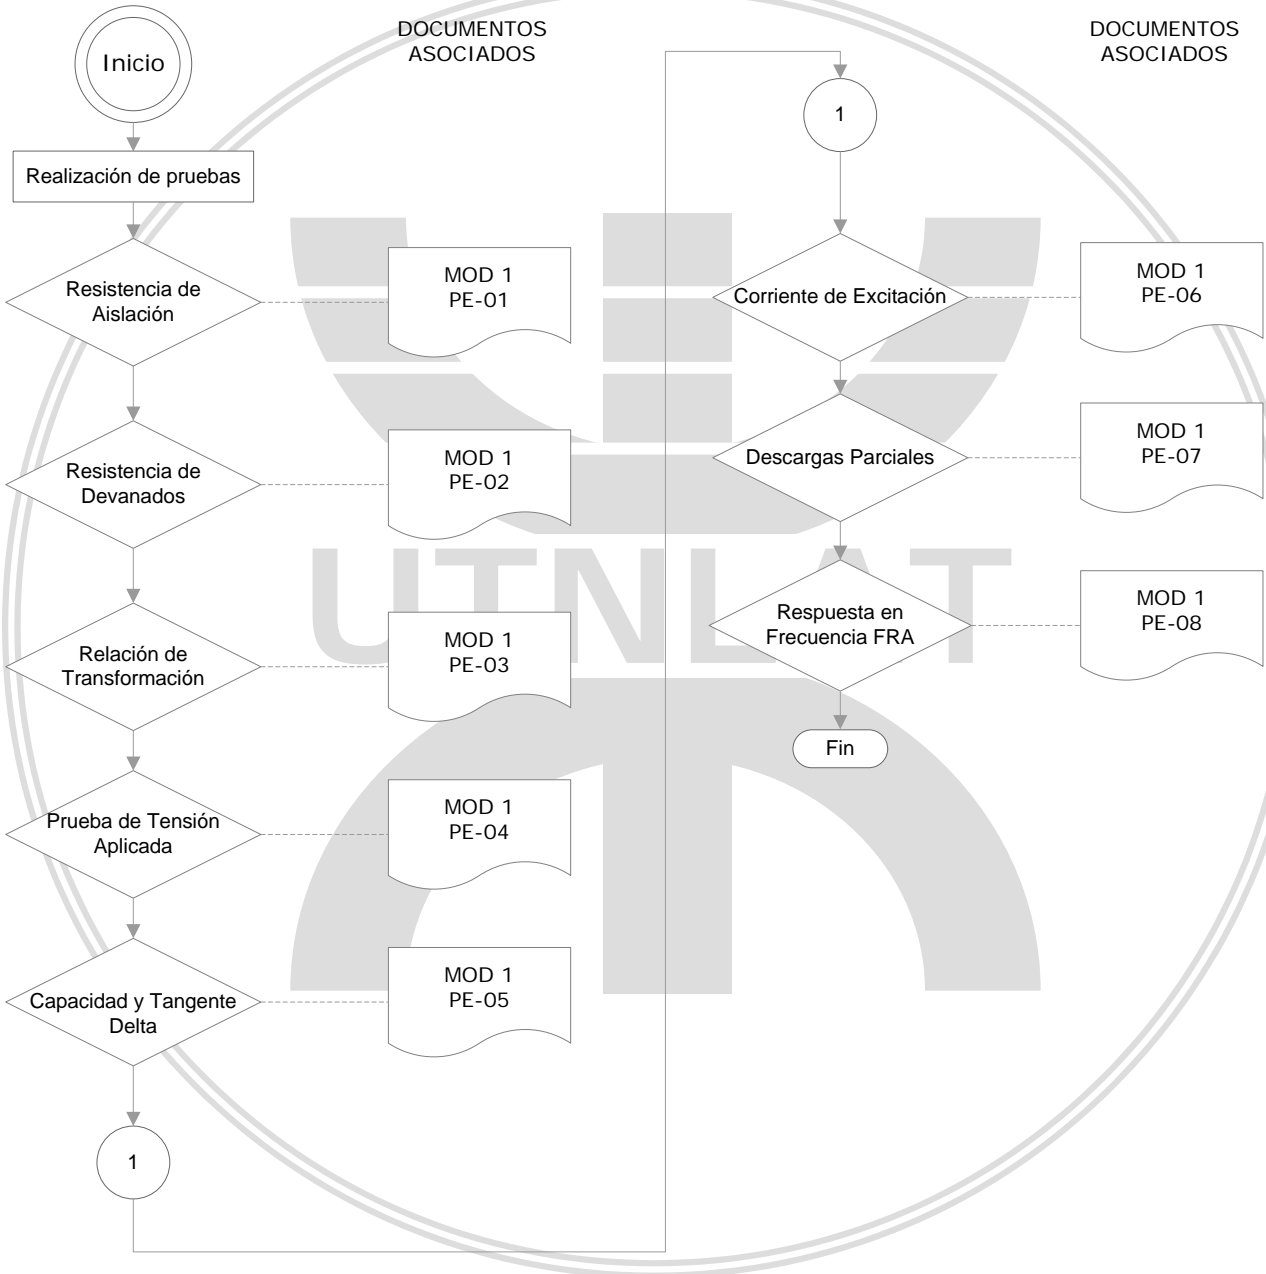 Inicio
Realización de pruebas
DOCUMENTOS
ASOCIADOS
Resistencia de
Aislación
MOD 1
PE-01
Resistencia de
Devanados
MOD 1
PE-02
Relación de
Transformación
MOD 1
PE-03
Prueba de Tensión
Aplicada
MOD 1
PE-04
Capacidad y Tangente
Delta
MOD 1
PE-05
1
1
DOCUMENTOS
ASOCIADOS
Corriente de Excitación
MOD 1
PE-06
Descargas Parciales
MOD 1
PE-07
Respuesta en
Frecuencia FRA
MOD 1
PE-08
Fin
UTNLAT